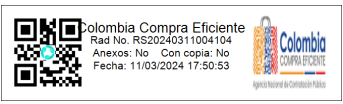 Colombia Compra Eficiente
Rad No. RS20240311004104
Anexos: No Con copia: No
Fecha: 11/03/2024 17:50:53
Colombia
COMPRA EFICIENTE
Agencia Nacional de Contratación Pública